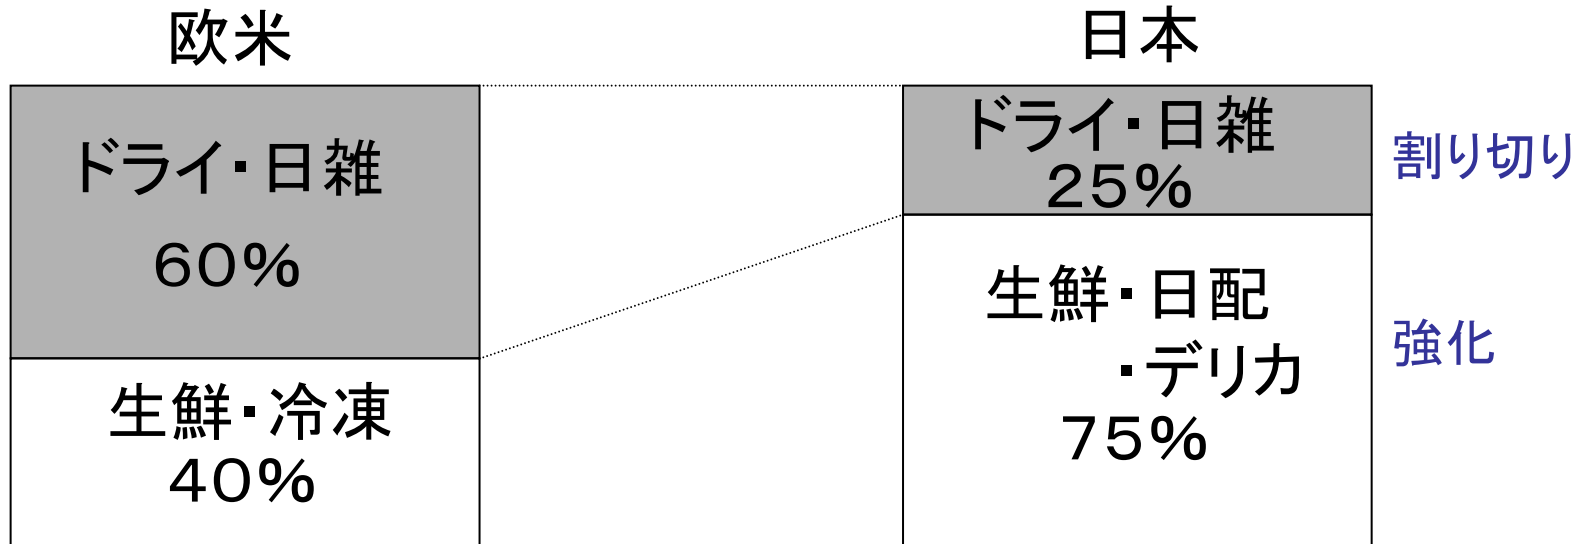 欧米
ドライ・日雑
60%
生鮮・冷凍
40%
日本
ドライ・日雑
25%
生鮮・日配
・デリカ
75%
割り切り
強化